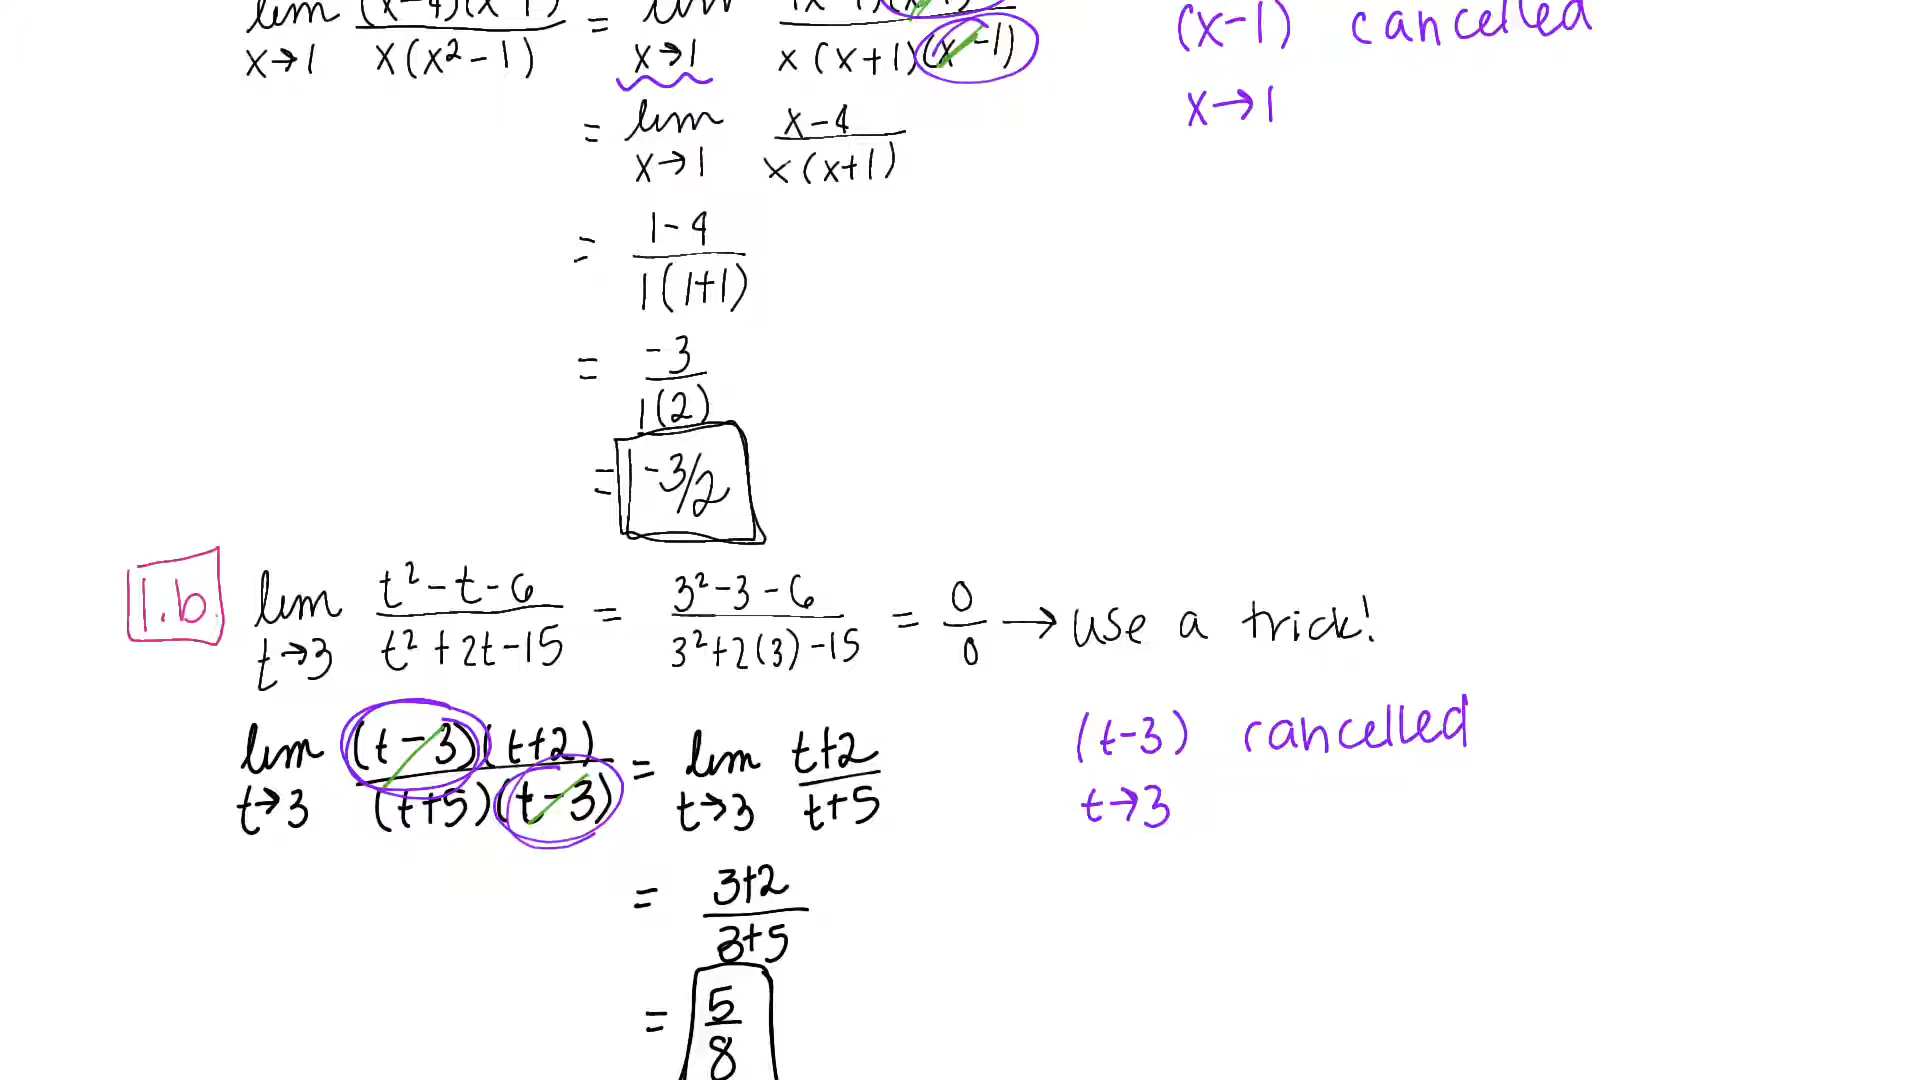 lim x→1 (x-4)(x-1) / x(x²-1) = lim x→1 (x-4)(x-1) / x(x+1)(x-1)
(x-1) cancelled
x→1
= lim x→1 x-4 / x(x+1)
= 1-4 / 1(1+1)
= -3 / 1(2)
= -3/2
1.b lim t→3 t²-t-6 / t²+2t-15 = 3²-3-6 / 3²+2(3)-15 = 0/0 → use a trick!
lim t→3 (t-3)(t+2) / (t+5)(t-3) = lim t→3 t+2 / t+5
(t-3) cancelled
t→3
= 3+2 / 3+5
= 5/8